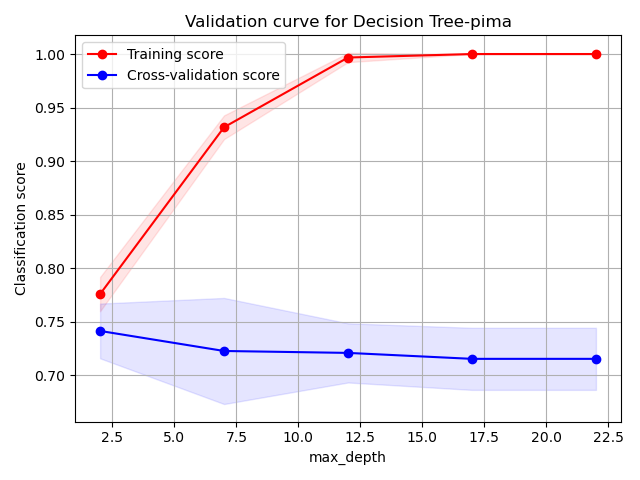 Validation curve for Decision Tree-pima
Training score
Cross-validation score
1.00
0.95
0.90
0.85
0.80
0.75
0.70
Classification score
2.5 5.0 7.5 10.0 12.5 15.0 17.5 20.0 22.5
max_depth